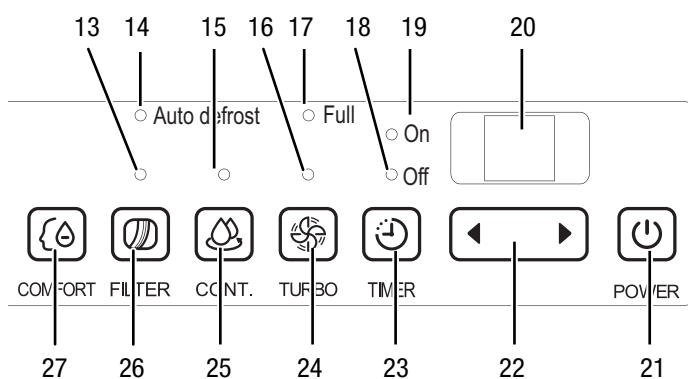 13 14 15 16 17 18 19 20
Auto defrost Full
On
Off
COMFORT FILTER CONT. TURBO TIMER POWER
27 26 25 24 23 22 21